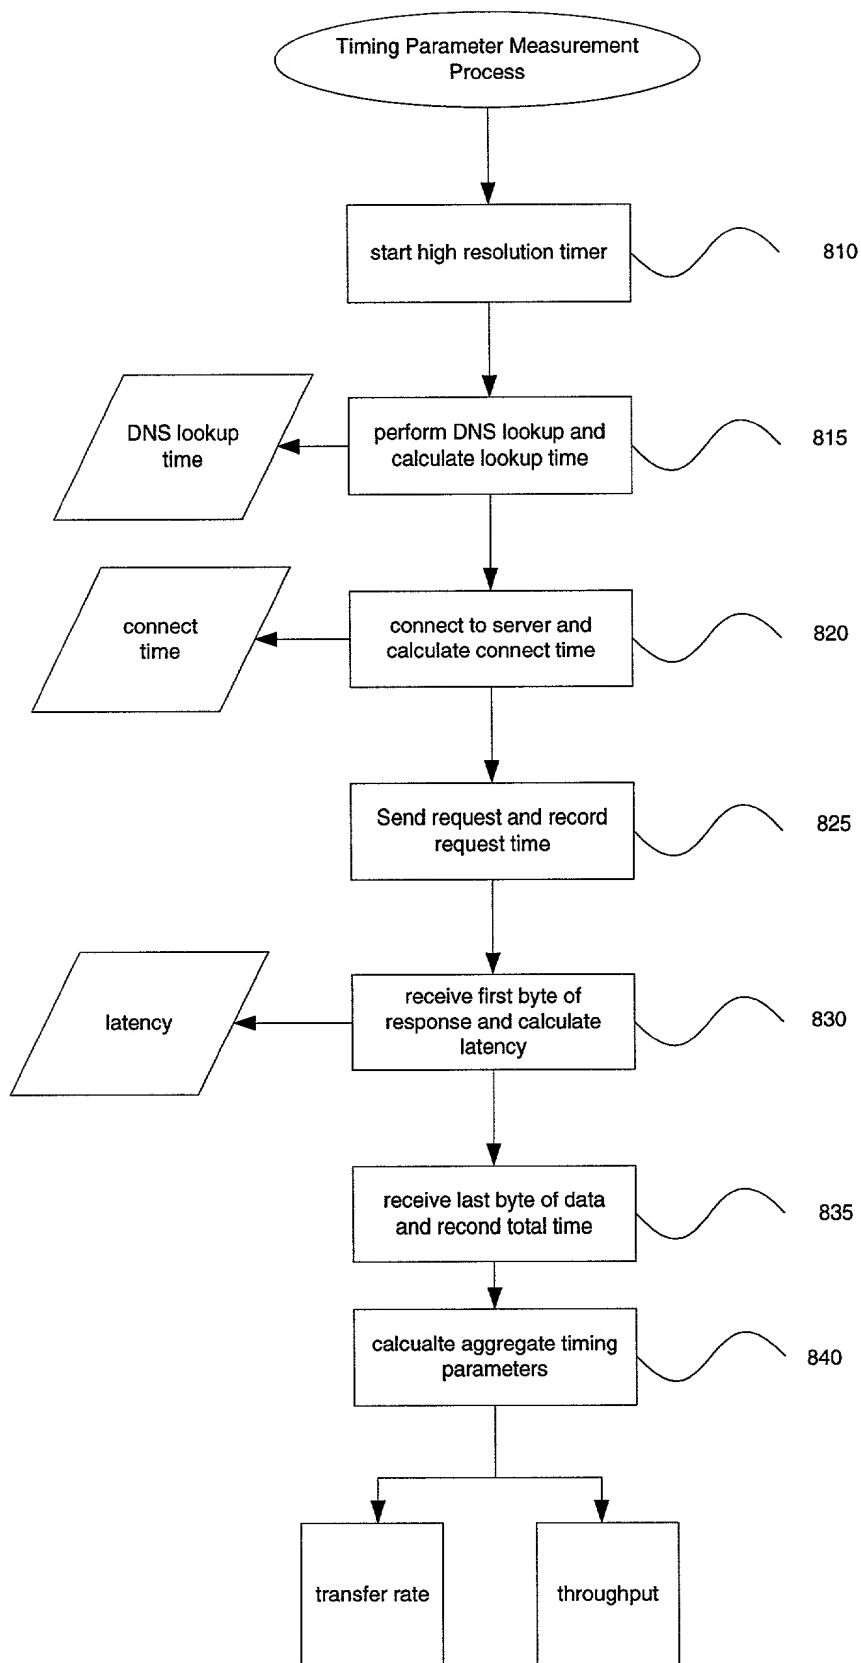 Timing Parameter Measurement
Process
start high resolution timer
810
DNS lookup
time
perform DNS lookup and
calculate lookup time
815
connect
time
connect to server and
calculate connect time
820
Send request and record
request time
825
latency
receive first byte of
response and calculate
latency
830
receive last byte of data
and recond total time
835
calcualte aggregate timing
parameters
840
transfer rate
throughput